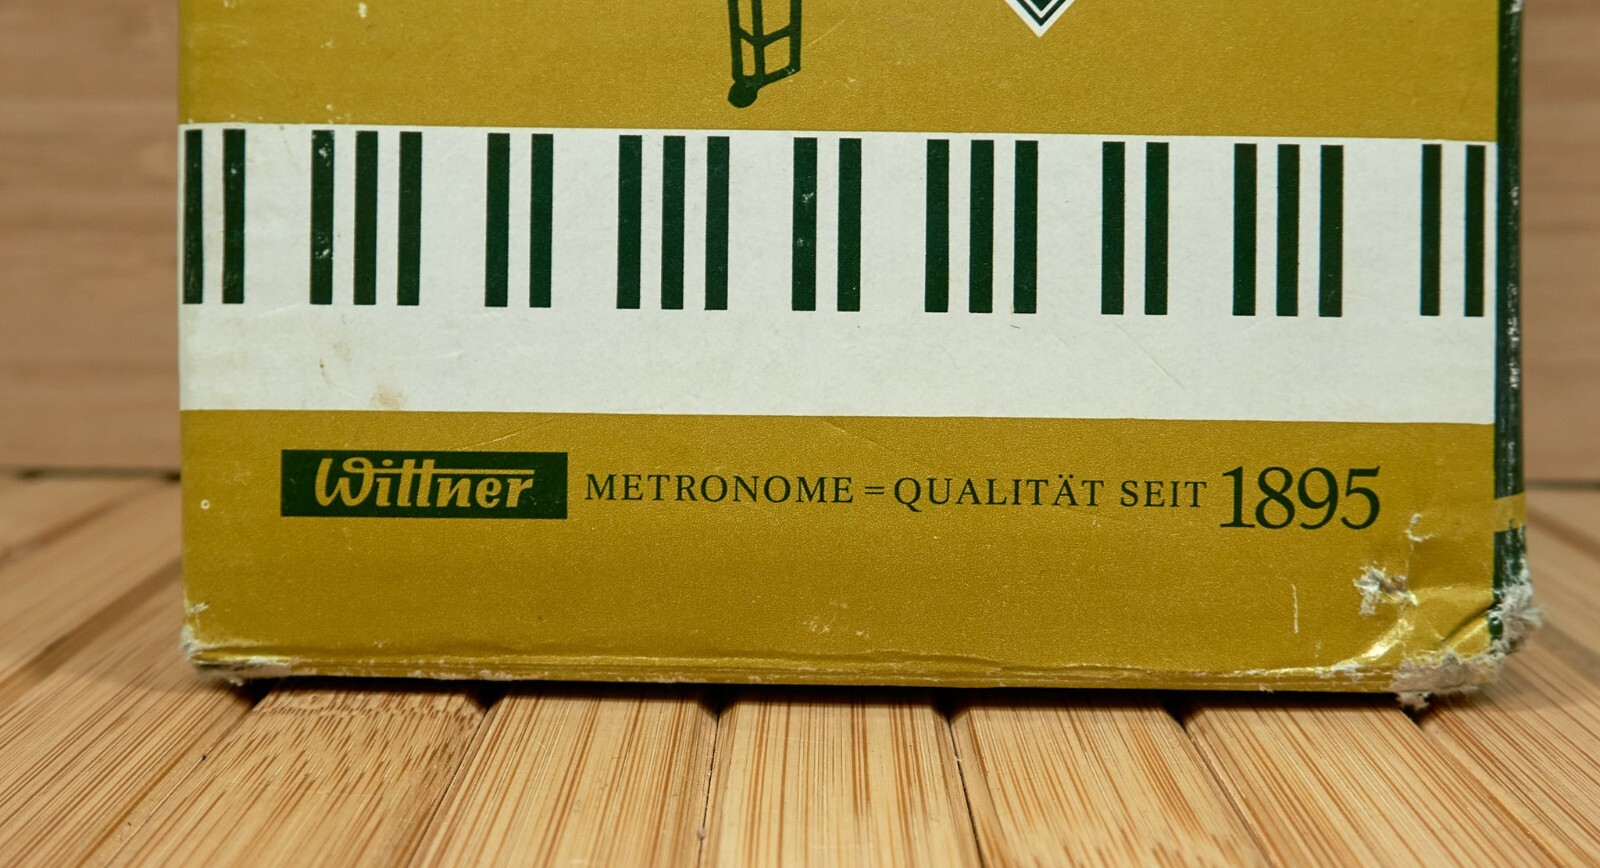 Wittner METRONOME = QUALITÄT SEIT 1895